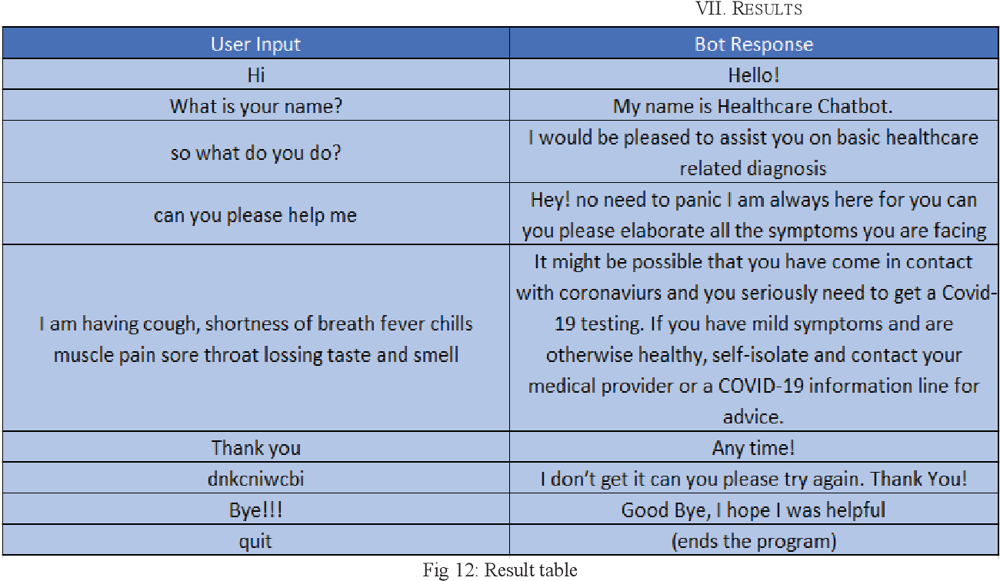 VII. RESULTS
User Input
Bot Response
Hi
Hello!
What is your name?
My name is Healthcare Chatbot.
so what do you do?
I would be pleased to assist you on basic healthcare
related diagnosis
can you please help me
Hey! no need to panic I am always here for you can
you please elaborate all the symptoms you are facing
I am having cough, shortness of breath fever chills
muscle pain sore throat lossing taste and smell
It might be possible that you have come in contact
with coronaviurs and you seriously need to get a Covid-
19 testing. If you have mild symptoms and are
otherwise healthy, self-isolate and contact your
medical provider or a COVID-19 information line for
advice.
Thank you
Any time!
dnkcniwcbi
I don’t get it can you please try again. Thank You!
Bye!!!
Good Bye, I hope I was helpful
quit
(ends the program)
Fig 12: Result table